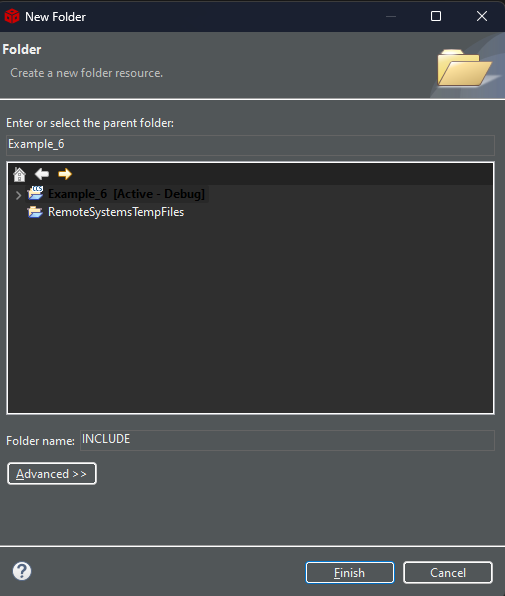 New Folder
Folder
Create a new folder resource.
Enter or select the parent folder:
Example_6
Example_6 [Active - Debug]
RemoteSystemsTempFiles
Folder name: INCLUDE
Advanced >>
?
Finish Cancel